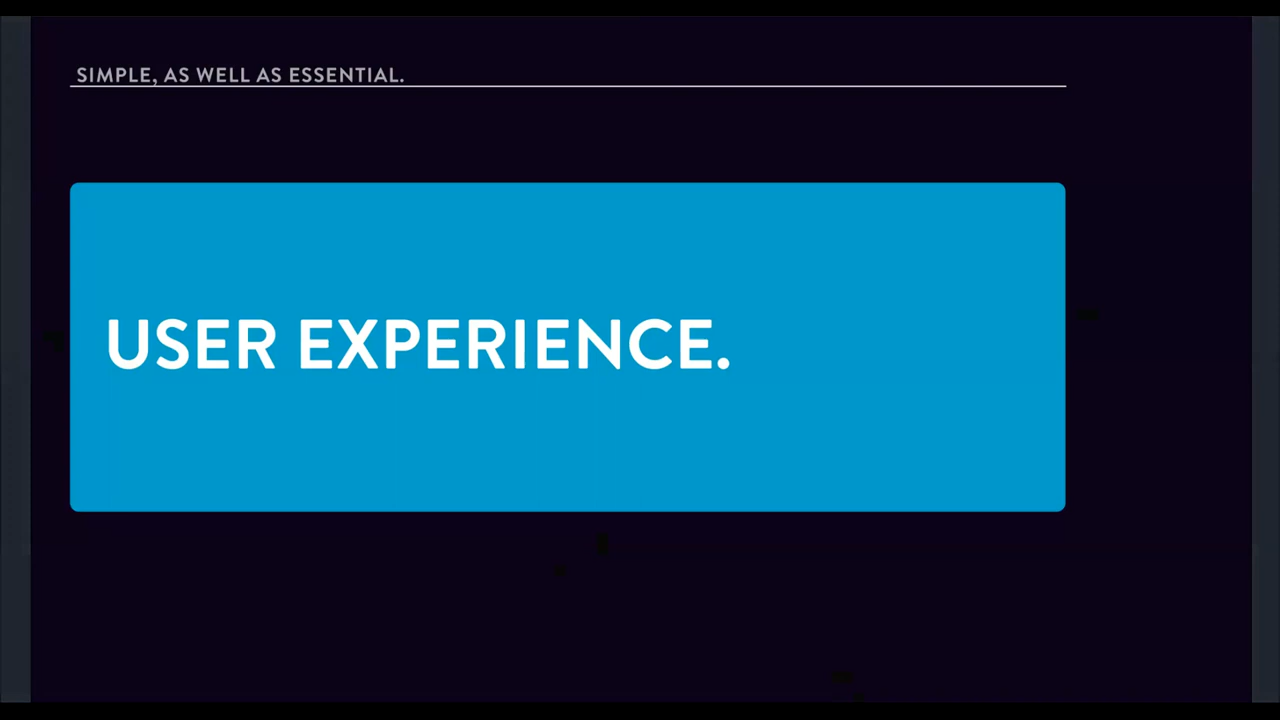 SIMPLE, AS WELL AS ESSENTIAL.
USER EXPERIENCE.